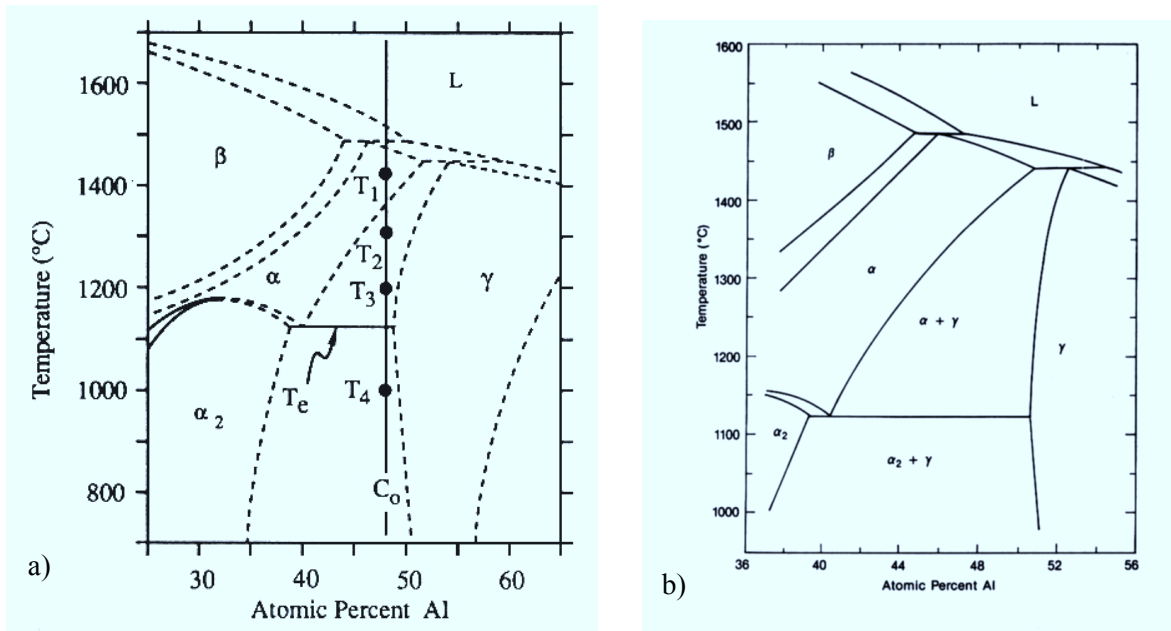 1600
1400
1200
1000
800
30
40
50
60
Temperature (°C)
Atomic Percent Al
L
β
T₁
T₂
α
T₃
γ
Tₑ
T₄
α₂
Cₒ
a)
1600
1500
1400
1300
1200
1100
1000
36
40
44
48
52
56
Temperature (°C)
Atomic Percent Al
L
β
α
α + γ
γ
α₂
α₂ + γ
b)